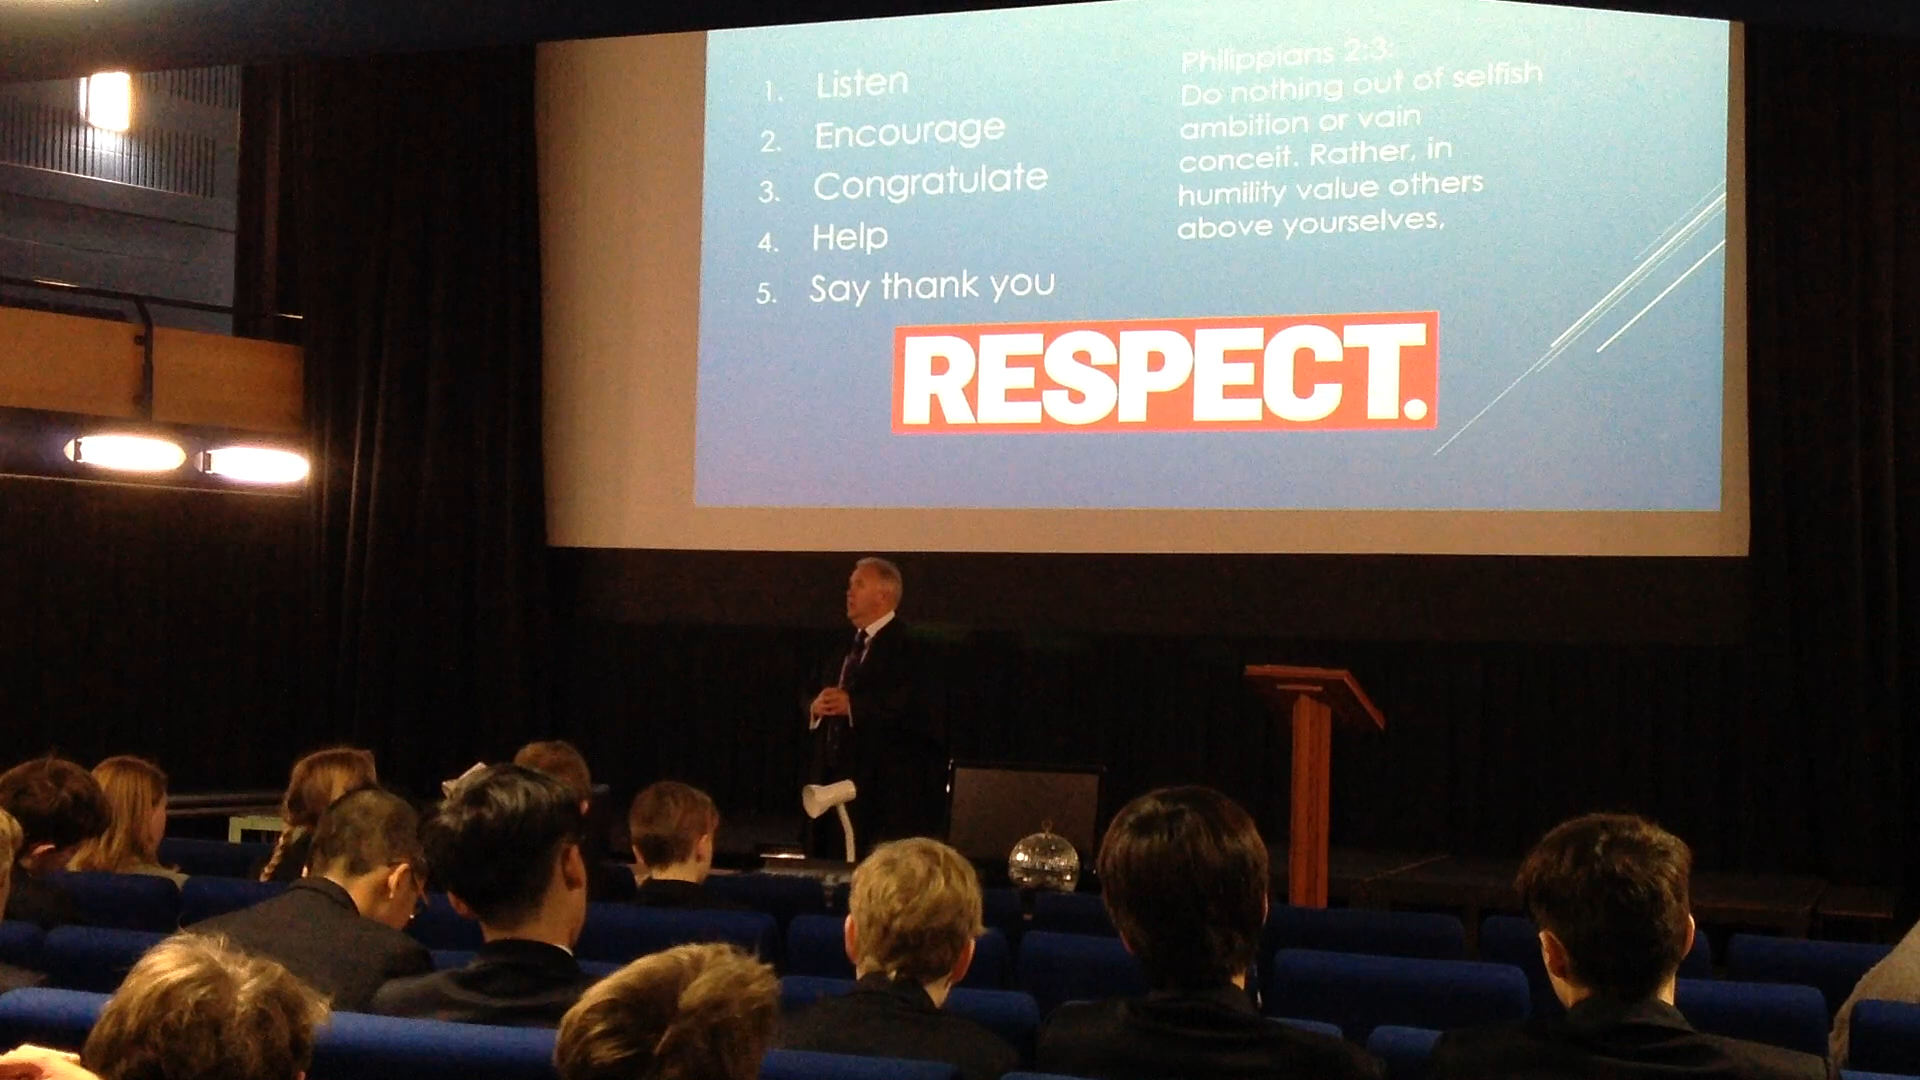 1. Listen
2. Encourage
3. Congratulate
4. Help
5. Say thank you
Philippians 2:3:
Do nothing out of selfish
ambition or vain
conceit. Rather, in
humility value others
above yourselves,
RESPECT.